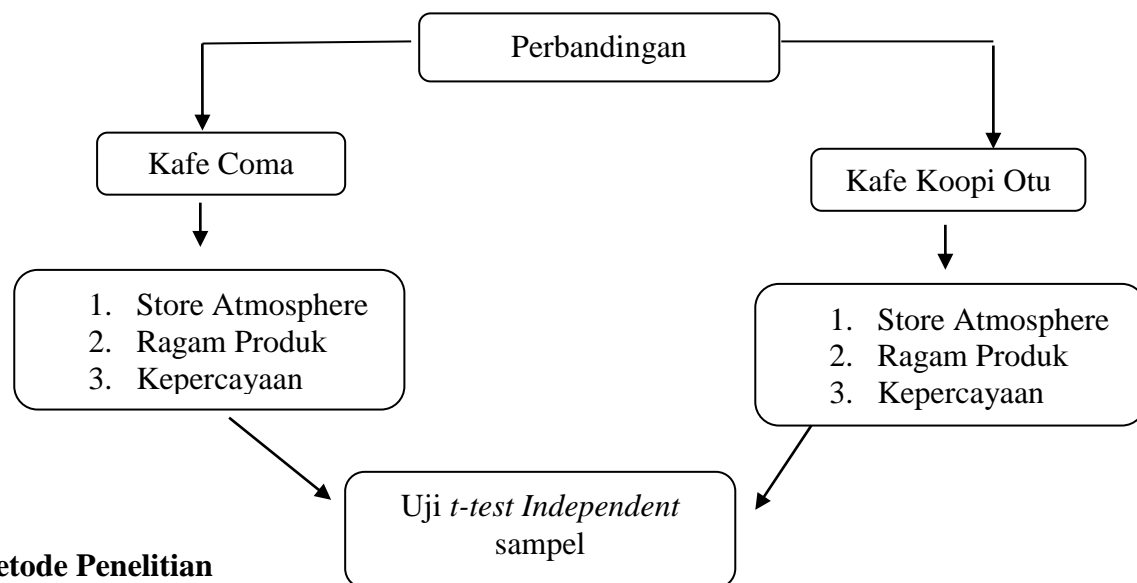 Perbandingan
Kafe Coma
Kafe Koopi Otu
1. Store Atmosphere
2. Ragam Produk
3. Kepercayaan
1. Store Atmosphere
2. Ragam Produk
3. Kepercayaan
Uji t-test Independent
sampel
etode Penelitian